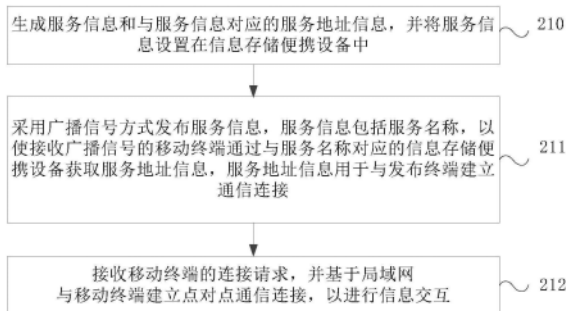 生成服务信息和与服务信息对应的服务地址信息，并将服务信
息设置在信息存储便携设备中
210
采用广播信号方式发布服务信息，服务信息包括服务名称，以
使接收广播信号的移动终端通过与服务名称对应的信息存储便
携设备获取服务地址信息，服务地址信息用于与发布终端建立
通信连接
211
接收移动终端的连接请求，并基于局域网
与移动终端建立点对点通信连接，以进行信息交互
212